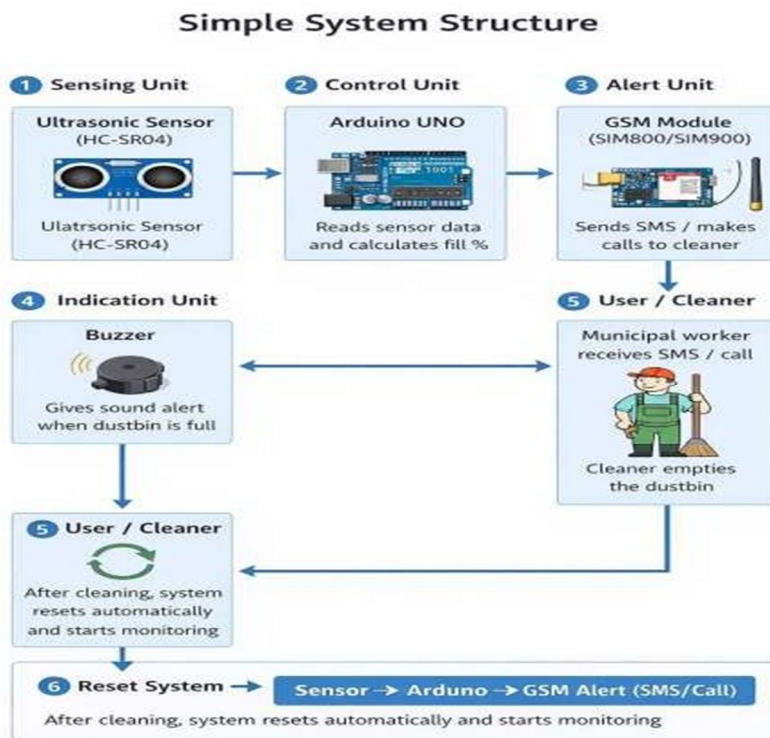 Simple System Structure
1 Sensing Unit
Ultrasonic Sensor
(HC-SR04)
Ulatrsonic Sensor
(HC-SR04)
2 Control Unit
Arduino UNO
1001
Reads sensor data
and calculates fill %
3 Alert Unit
GSM Module
(SIM800/SIM900)
Sends SMS / makes
calls to cleaner
4 Indication Unit
Buzzer
Gives sound alert
when dustbin is full
5 User / Cleaner
Municipal worker
receives SMS / call
Cleaner empties
the dustbin
5 User / Cleaner
After cleaning, system
resets automatically
and starts monitoring
6 Reset System → Sensor → Arduno → GSM Alert (SMS/Call)
After cleaning, system resets automatically and starts monitoring